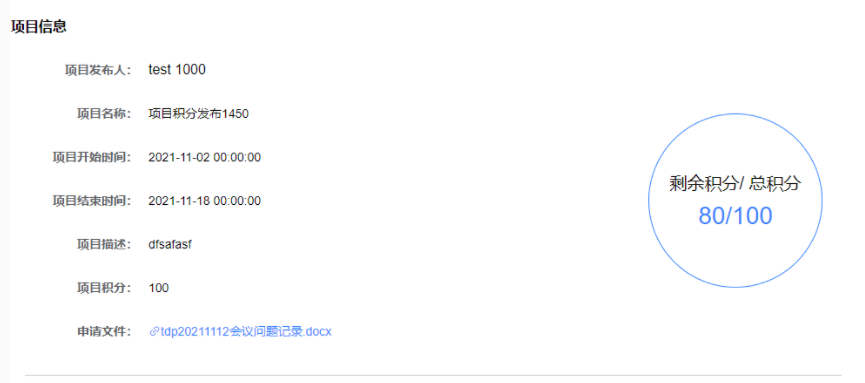 项目信息
项目发布人： test 1000
项目名称： 项目积分发布1450
项目开始时间： 2021-11-02 00:00:00
项目结束时间： 2021-11-18 00:00:00
项目描述： dfsafasf
项目积分： 100
申请文件： tdp20211112会议问题记录.docx
剩余积分/ 总积分
80/100